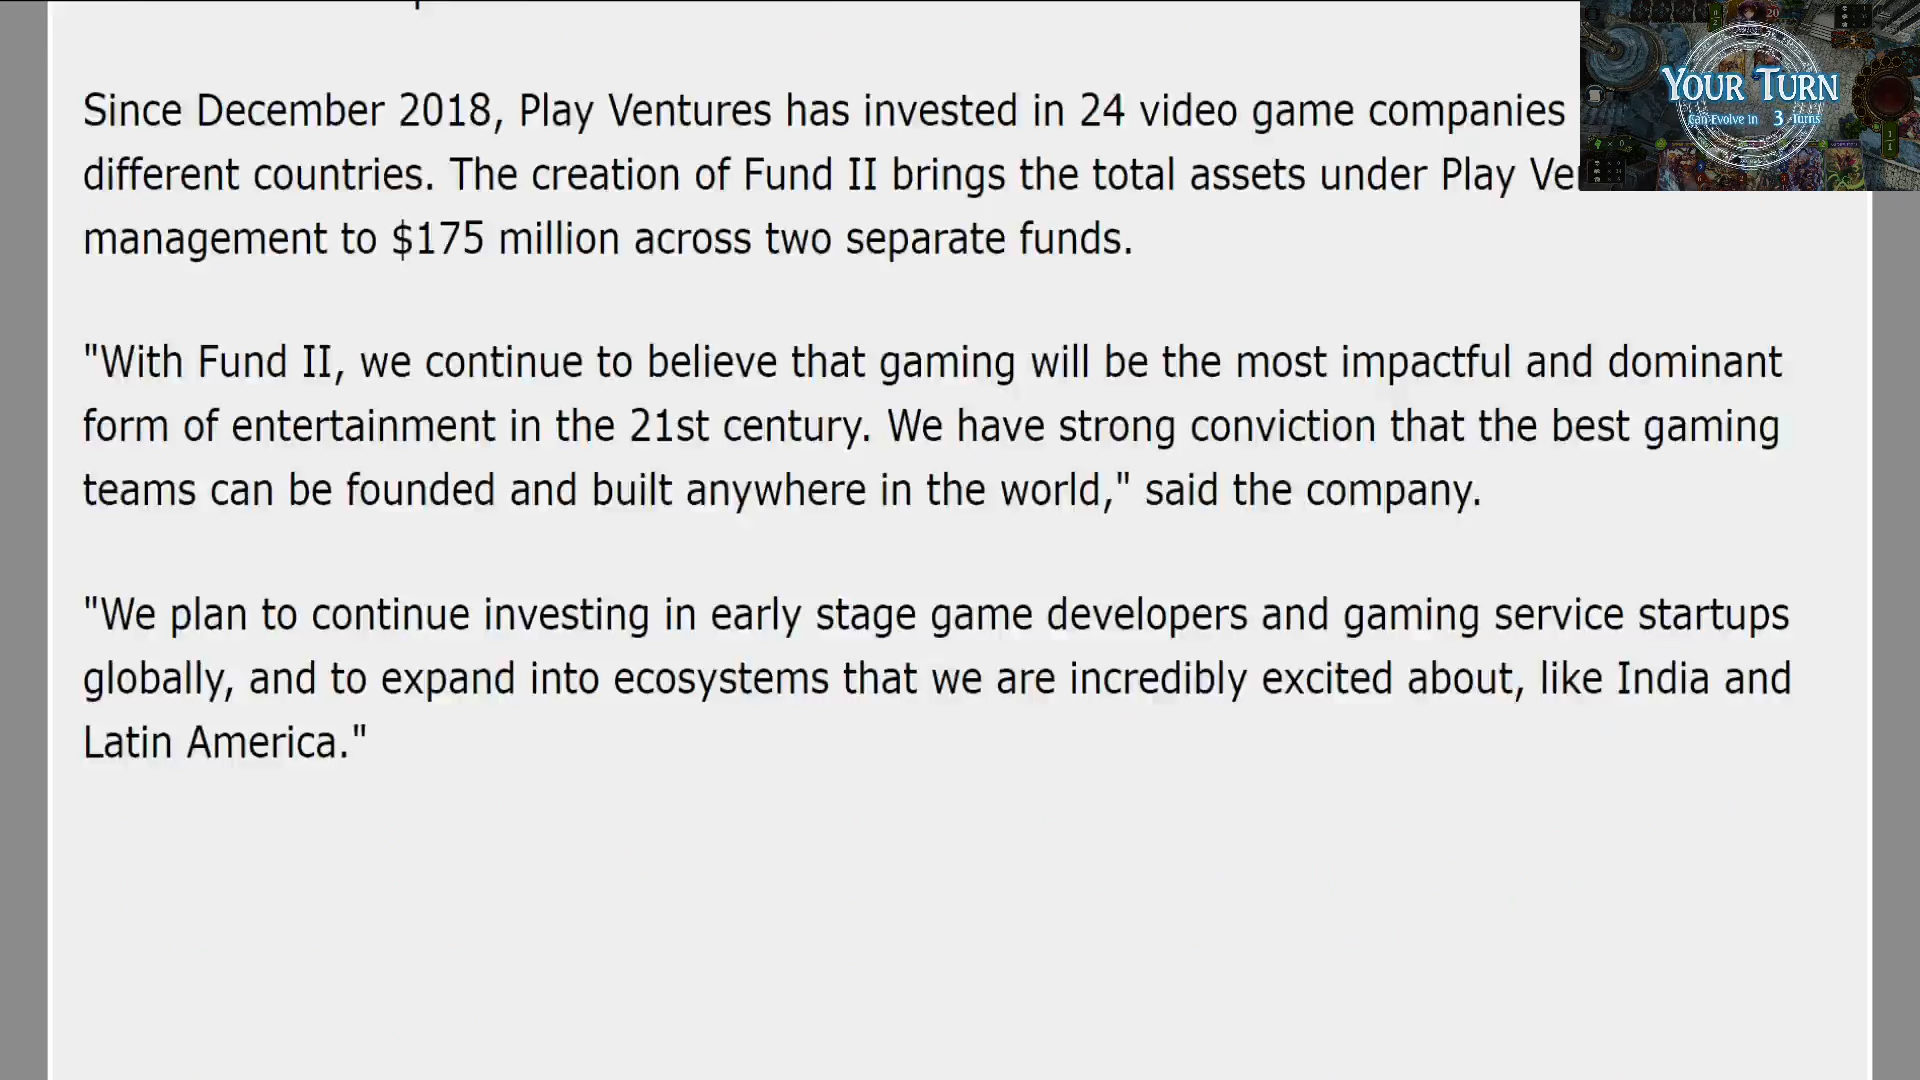 Since December 2018, Play Ventures has invested in 24 video game companies
different countries. The creation of Fund II brings the total assets under Play
management to $175 million across two separate funds.
"With Fund II, we continue to believe that gaming will be the most impactful and dominant
form of entertainment in the 21st century. We have strong conviction that the best gaming
teams can be founded and built anywhere in the world," said the company.
"We plan to continue investing in early stage game developers and gaming service startups
globally, and to expand into ecosystems that we are incredibly excited about, like India and
Latin America."
20
YOUR TURN
Can Evolve in 3 Turns